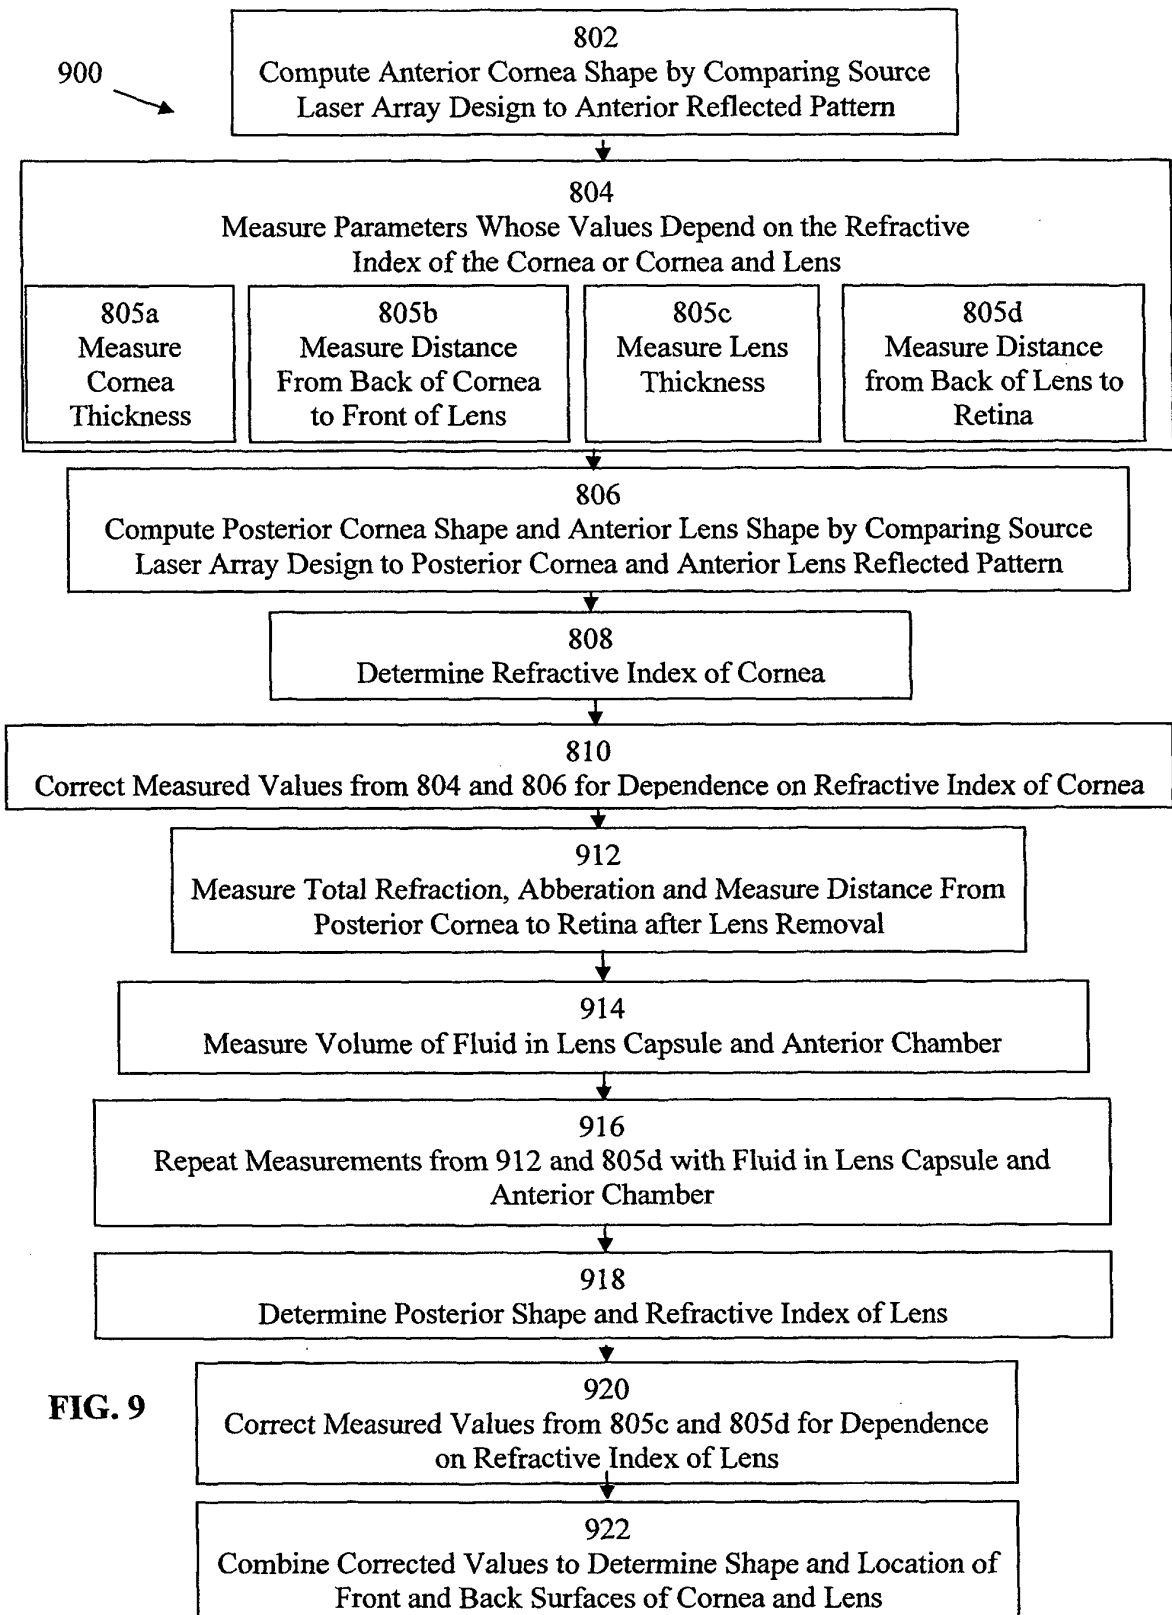 802
900
Compute Anterior Cornea Shape by Comparing Source
Laser Array Design to Anterior Reflected Pattern
804
Measure Parameters Whose Values Depend on the Refractive
Index of the Cornea or Cornea and Lens
805a
Measure
Cornea
Thickness
805b
Measure Distance
From Back of Cornea
to Front of Lens
805c
Measure Lens
Thickness
805d
Measure Distance
from Back of Lens to
Retina
806
Compute Posterior Cornea Shape and Anterior Lens Shape by Comparing Source
Laser Array Design to Posterior Cornea and Anterior Lens Reflected Pattern
808
Determine Refractive Index of Cornea
810
Correct Measured Values from 804 and 806 for Dependence on Refractive Index of Cornea
912
Measure Total Refraction, Abberation and Measure Distance From
Posterior Cornea to Retina after Lens Removal
914
Measure Volume of Fluid in Lens Capsule and Anterior Chamber
916
Repeat Measurements from 912 and 805d with Fluid in Lens Capsule and
Anterior Chamber
918
Determine Posterior Shape and Refractive Index of Lens
FIG. 9
920
Correct Measured Values from 805c and 805d for Dependence
on Refractive Index of Lens
922
Combine Corrected Values to Determine Shape and Location of
Front and Back Surfaces of Cornea and Lens